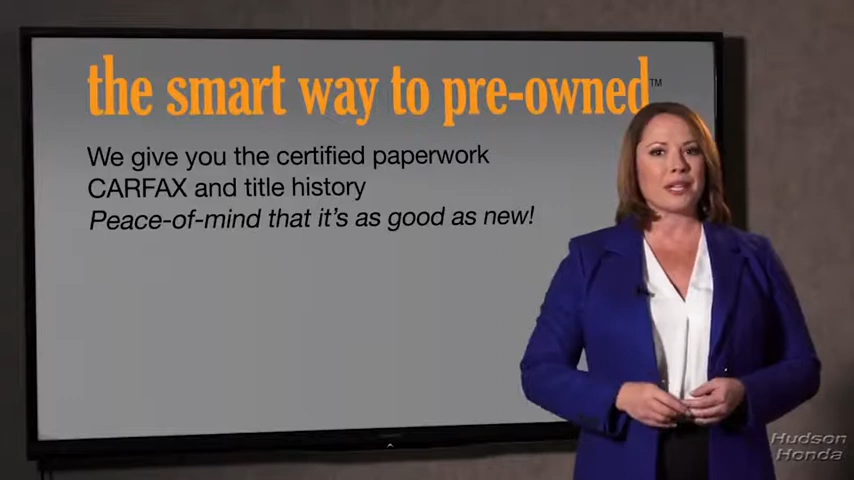 the smart way to pre-owned™
We give you the certified paperwork
CARFAX and title history
Peace-of-mind that it's as good as new!
Hudson
Honda